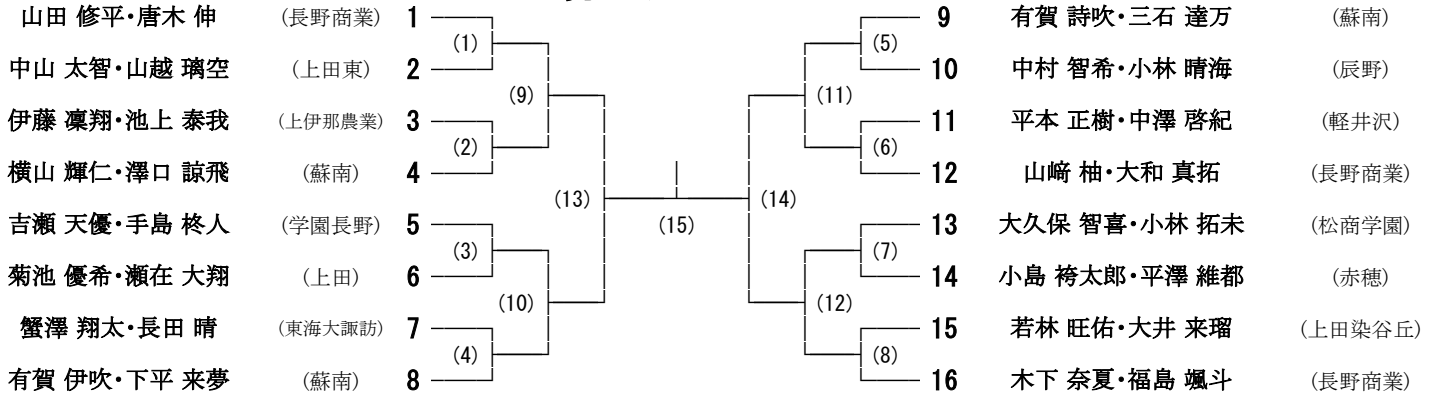 山田 修平・唐木 伸 (長野商業) 1
(1)
中山 太智・山越 璃空 (上田東) 2
(9)
伊藤 凜翔・池上 泰我 (上伊那農業) 3
(2)
横山 輝仁・澤口 諒飛 (蘇南) 4
(13)
吉瀬 天優・手島 柊人 (学園長野) 5
(3)
菊池 優希・瀬在 大翔 (上田) 6
(10)
蟹澤 翔太・長田 晴 (東海大諏訪) 7
(4)
有賀 伊吹・下平 来夢 (蘇南) 8
(15)
9 有賀 詩吹・三石 達万 (蘇南)
(5)
10 中村 智希・小林 晴海 (辰野)
(11)
11 平本 正樹・中澤 啓紀 (軽井沢)
(6)
12 山﨑 柚・大和 真拓 (長野商業)
(14)
13 大久保 智喜・小林 拓未 (松商学園)
(7)
14 小島 袴太郎・平澤 維都 (赤穂)
(12)
15 若林 旺佑・大井 来瑠 (上田染谷丘)
(8)
16 木下 奈夏・福島 颯斗 (長野商業)